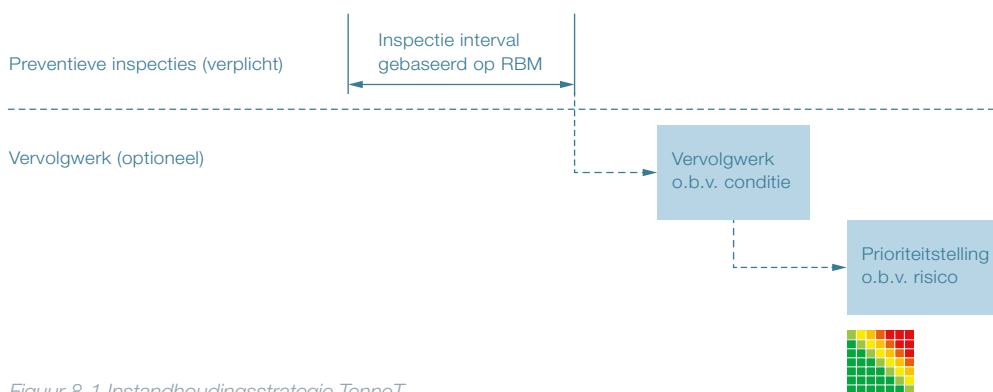 Inspectie interval
gebaseerd op RBM
Preventieve inspecties (verplicht)
Vervolgwerk (optioneel)
Vervolgwerk
o.b.v. conditie
Prioriteitstelling
o.b.v. risico
Figuur 8-1 Instandhoudingsstrategie TenneT